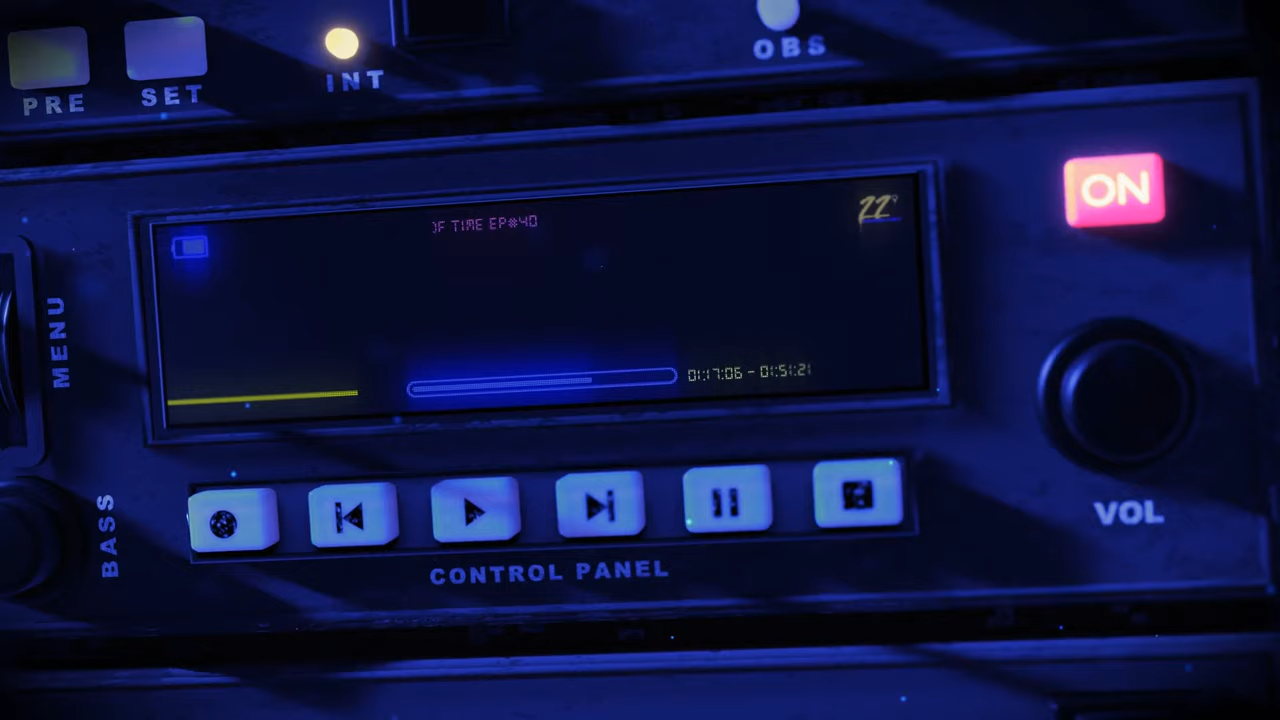 PRE
SET
INT
OBS
ON
OF TIME EP#40
22°
MENU
01:17:06 - 01:51:21
BASS
VOL
CONTROL PANEL